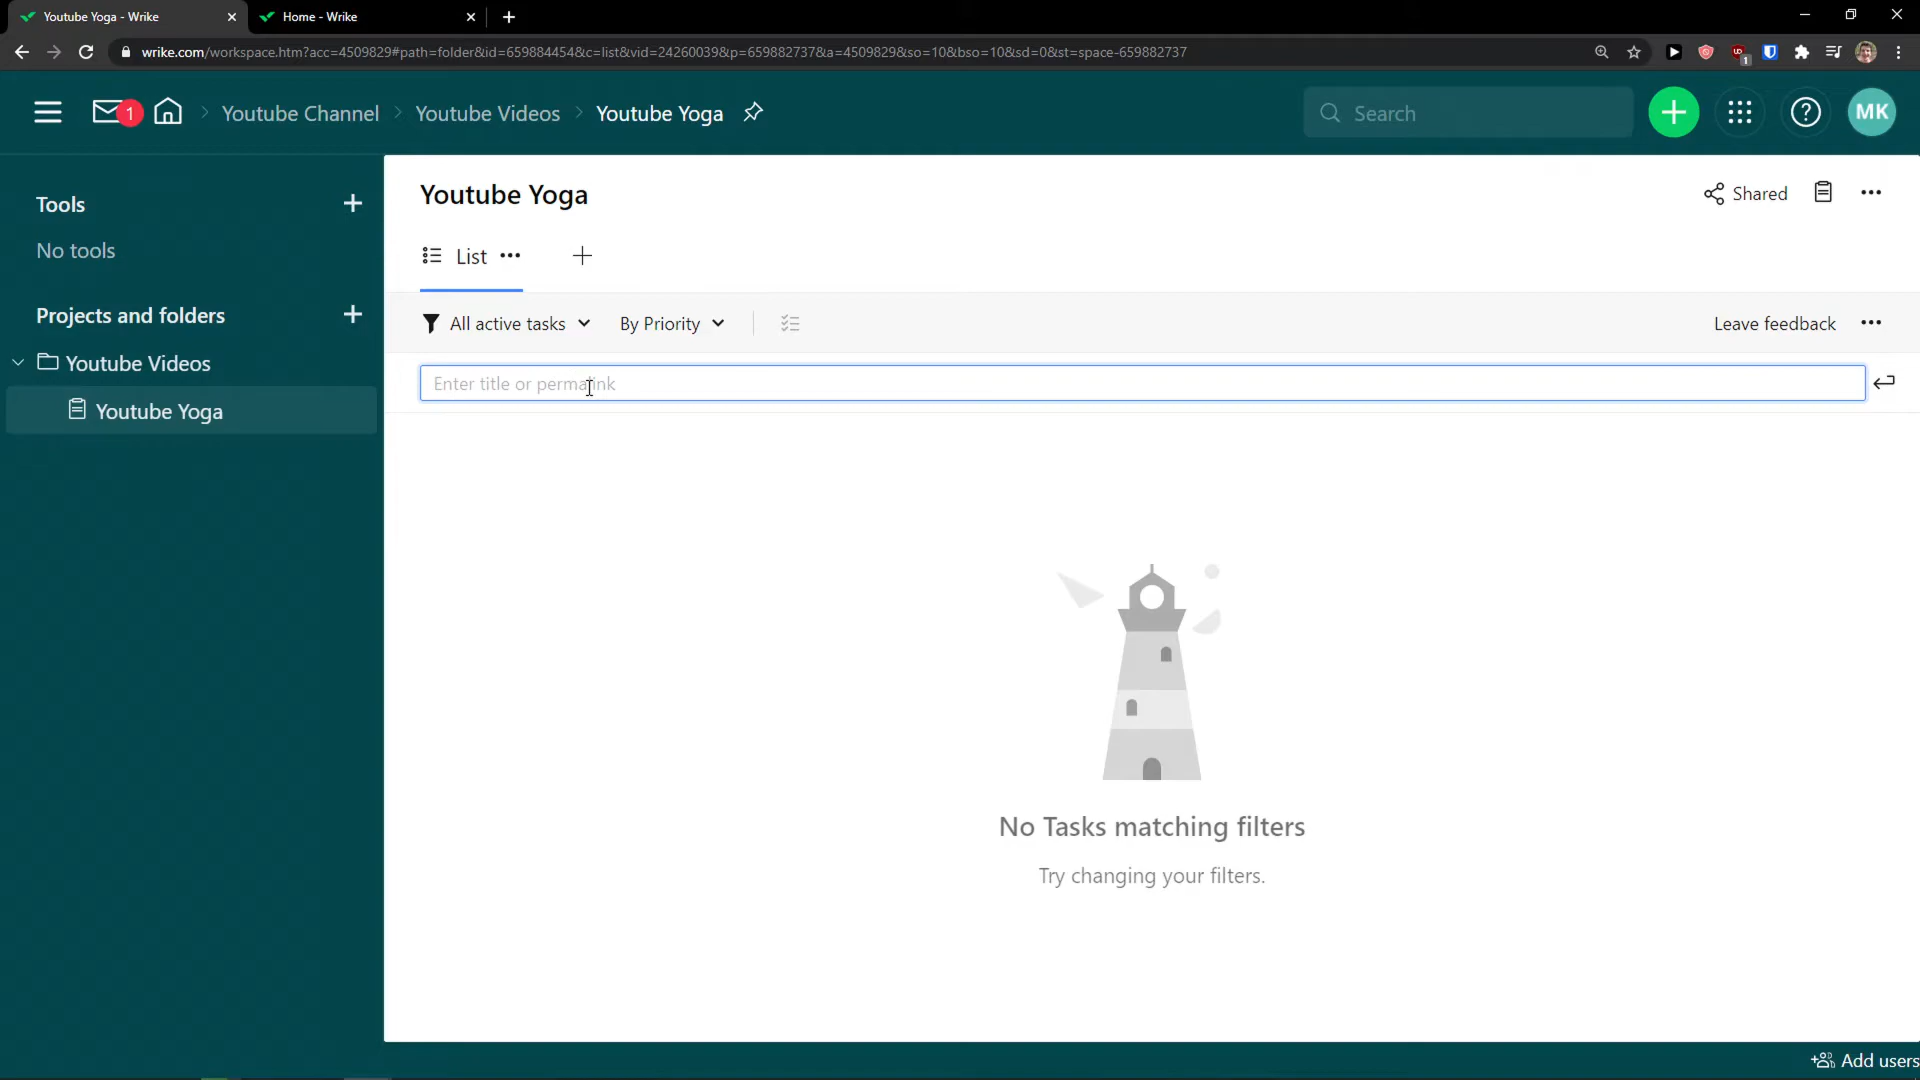 Youtube Yoga - Wrike
Home - Wrike
wrike.com/workspace.htm?acc=4509829#path=folder&id=659884454&c=list&vid=24260039&p=659882737&a=4509829&so=10&bso=10&sd=0&st=space-659882737
1
1
Youtube Channel
Youtube Videos
Youtube Yoga
Search
MK
Tools
No tools
Projects and folders
Youtube Videos
Youtube Yoga
Youtube Yoga
Shared
List
All active tasks
By Priority
Leave feedback
Enter title or permalink
No Tasks matching filters
Try changing your filters.
Add users